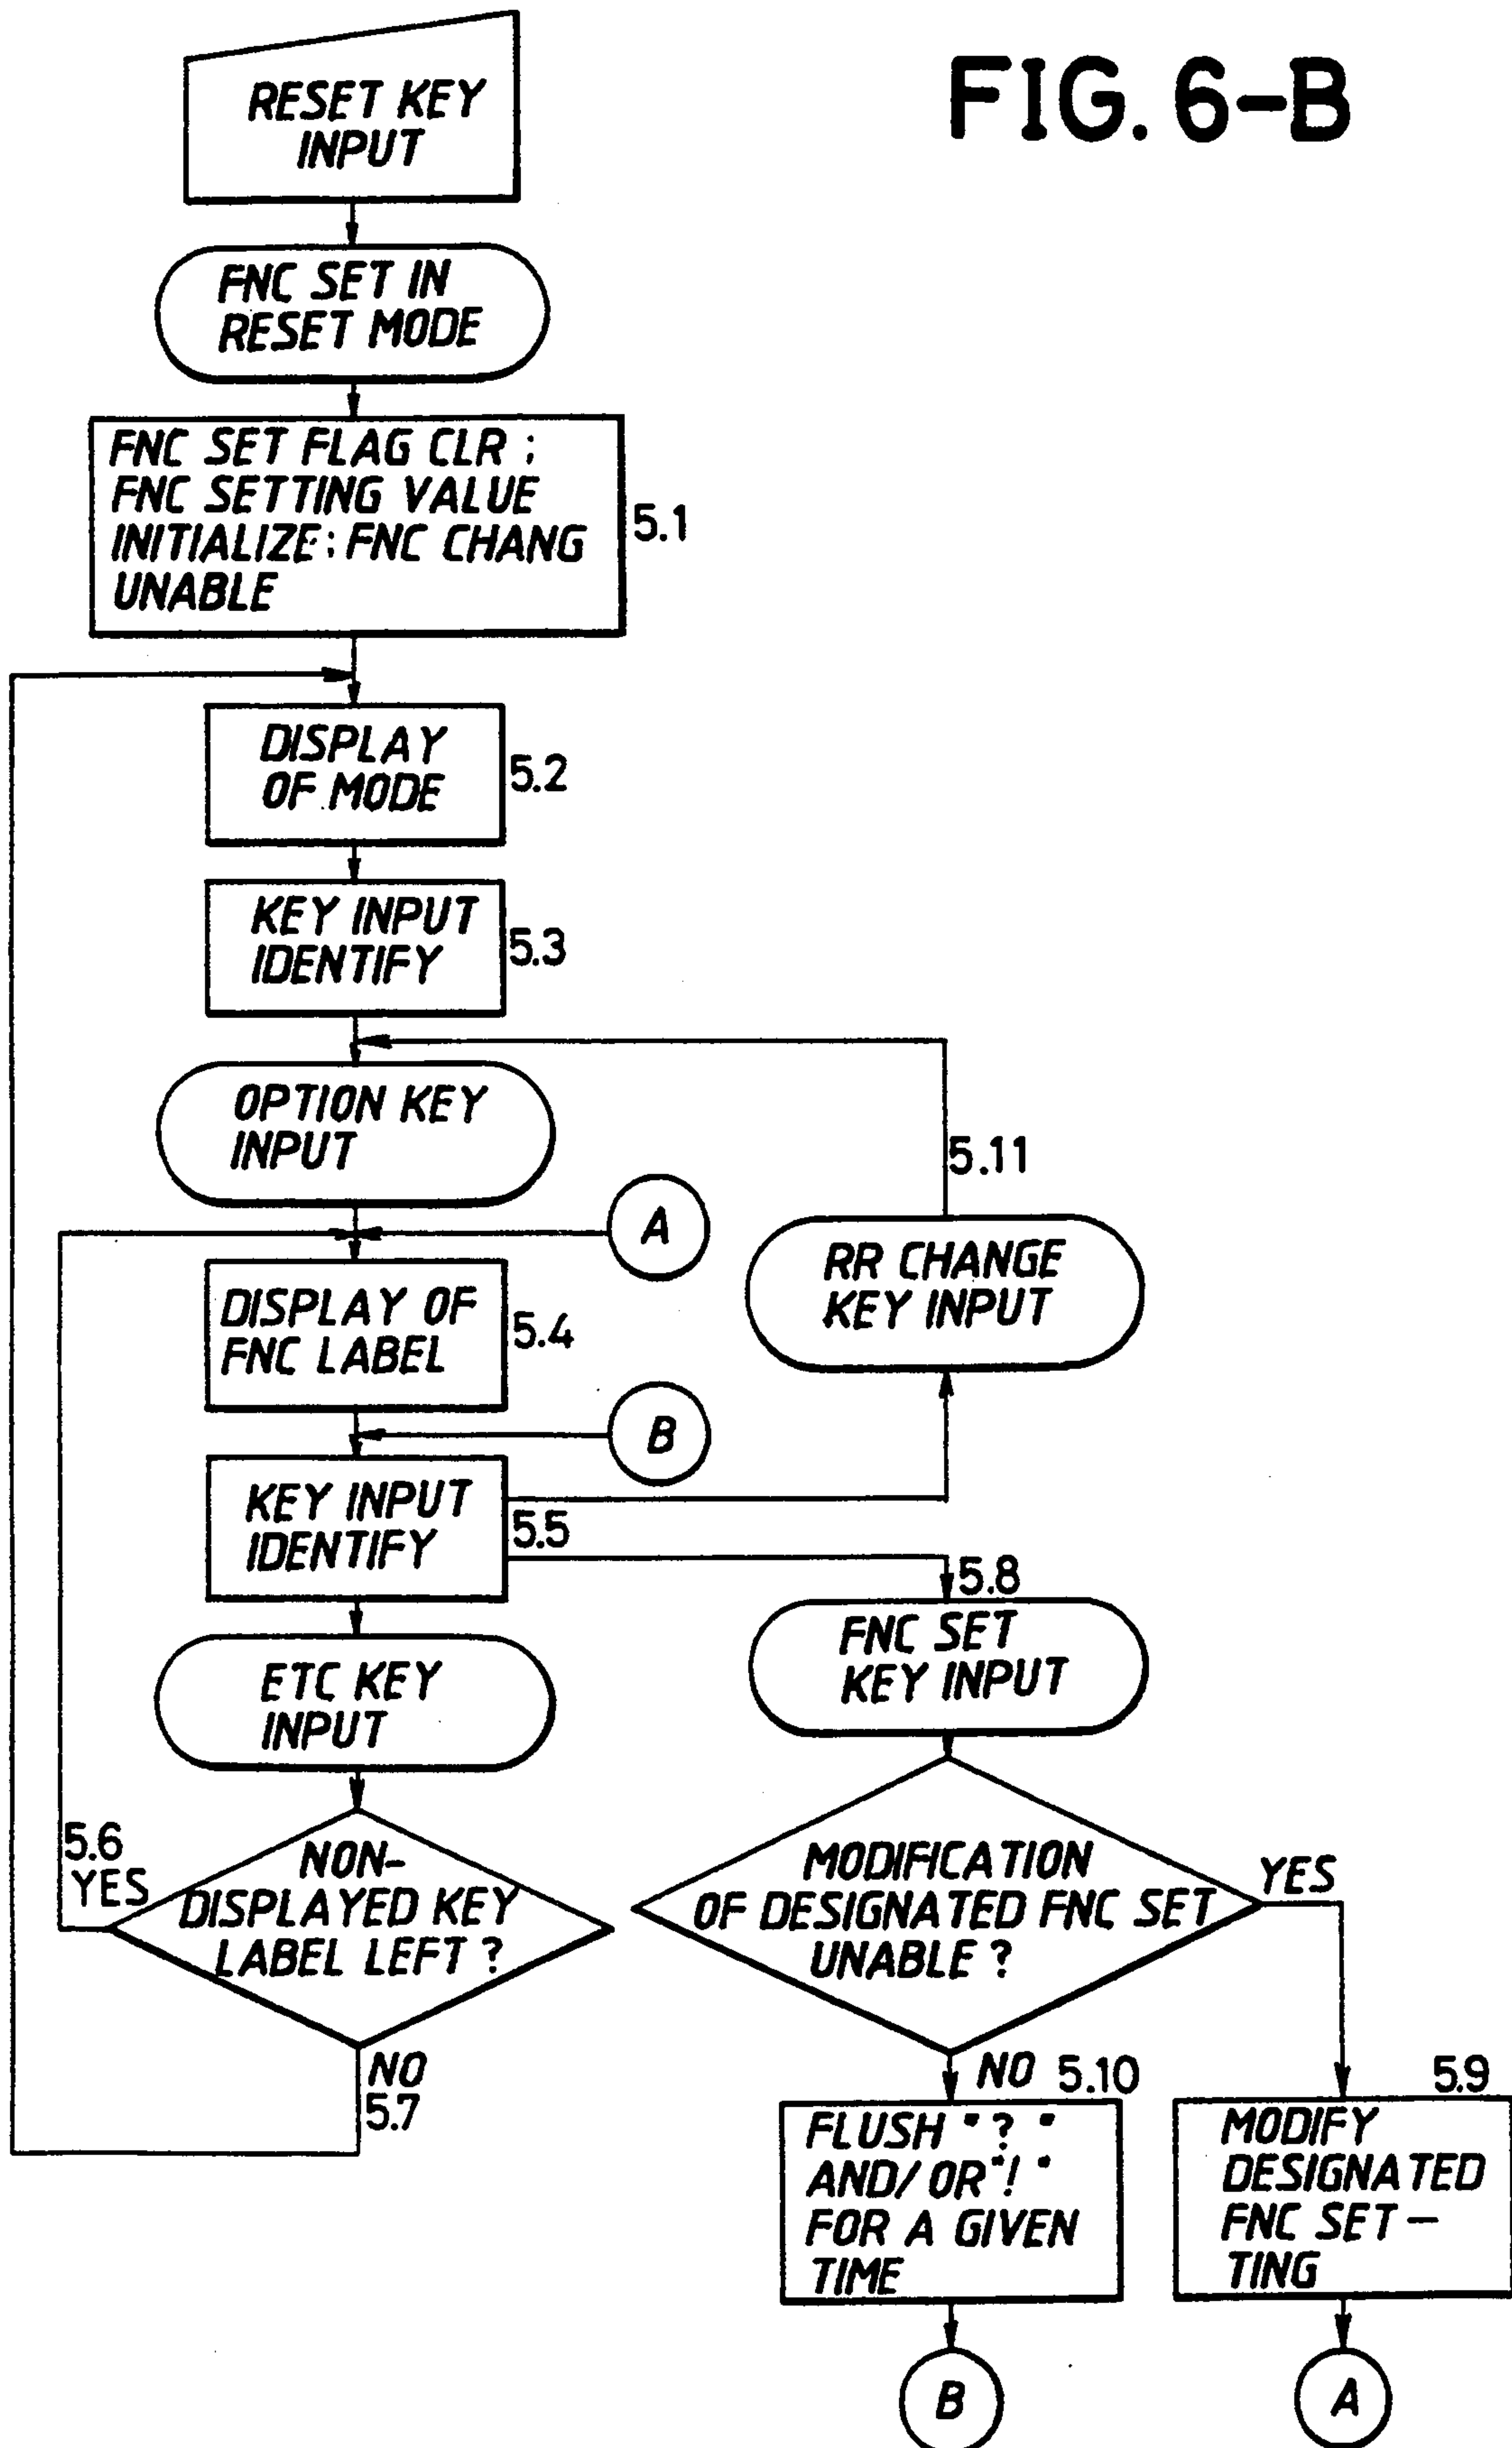 FIG. 6-B
RESET KEY
INPUT
FNC SET IN
RESET MODE
FNC SET FLAG CLR ;
FNC SETTING VALUE
INITIALIZE ; FNC CHANG
UNABLE
5.1
DISPLAY
OF MODE
5.2
KEY INPUT
IDENTIFY
5.3
OPTION KEY
INPUT
5.11
A
RR CHANGE
KEY INPUT
DISPLAY OF
FNC LABEL
5.4
B
KEY INPUT
IDENTIFY
5.5
5.8
FNC SET
KEY INPUT
ETC KEY
INPUT
5.6
YES
NON-
DISPLAYED KEY
LABEL LEFT ?
MODIFICATION
OF DESIGNATED FNC SET
UNABLE ?
YES
NO
5.7
NO 5.10
5.9
FLUSH "? "
AND/ OR "! "
FOR A GIVEN
TIME
MODIFY
DESIGNATED
FNC SET –
TING
B
A